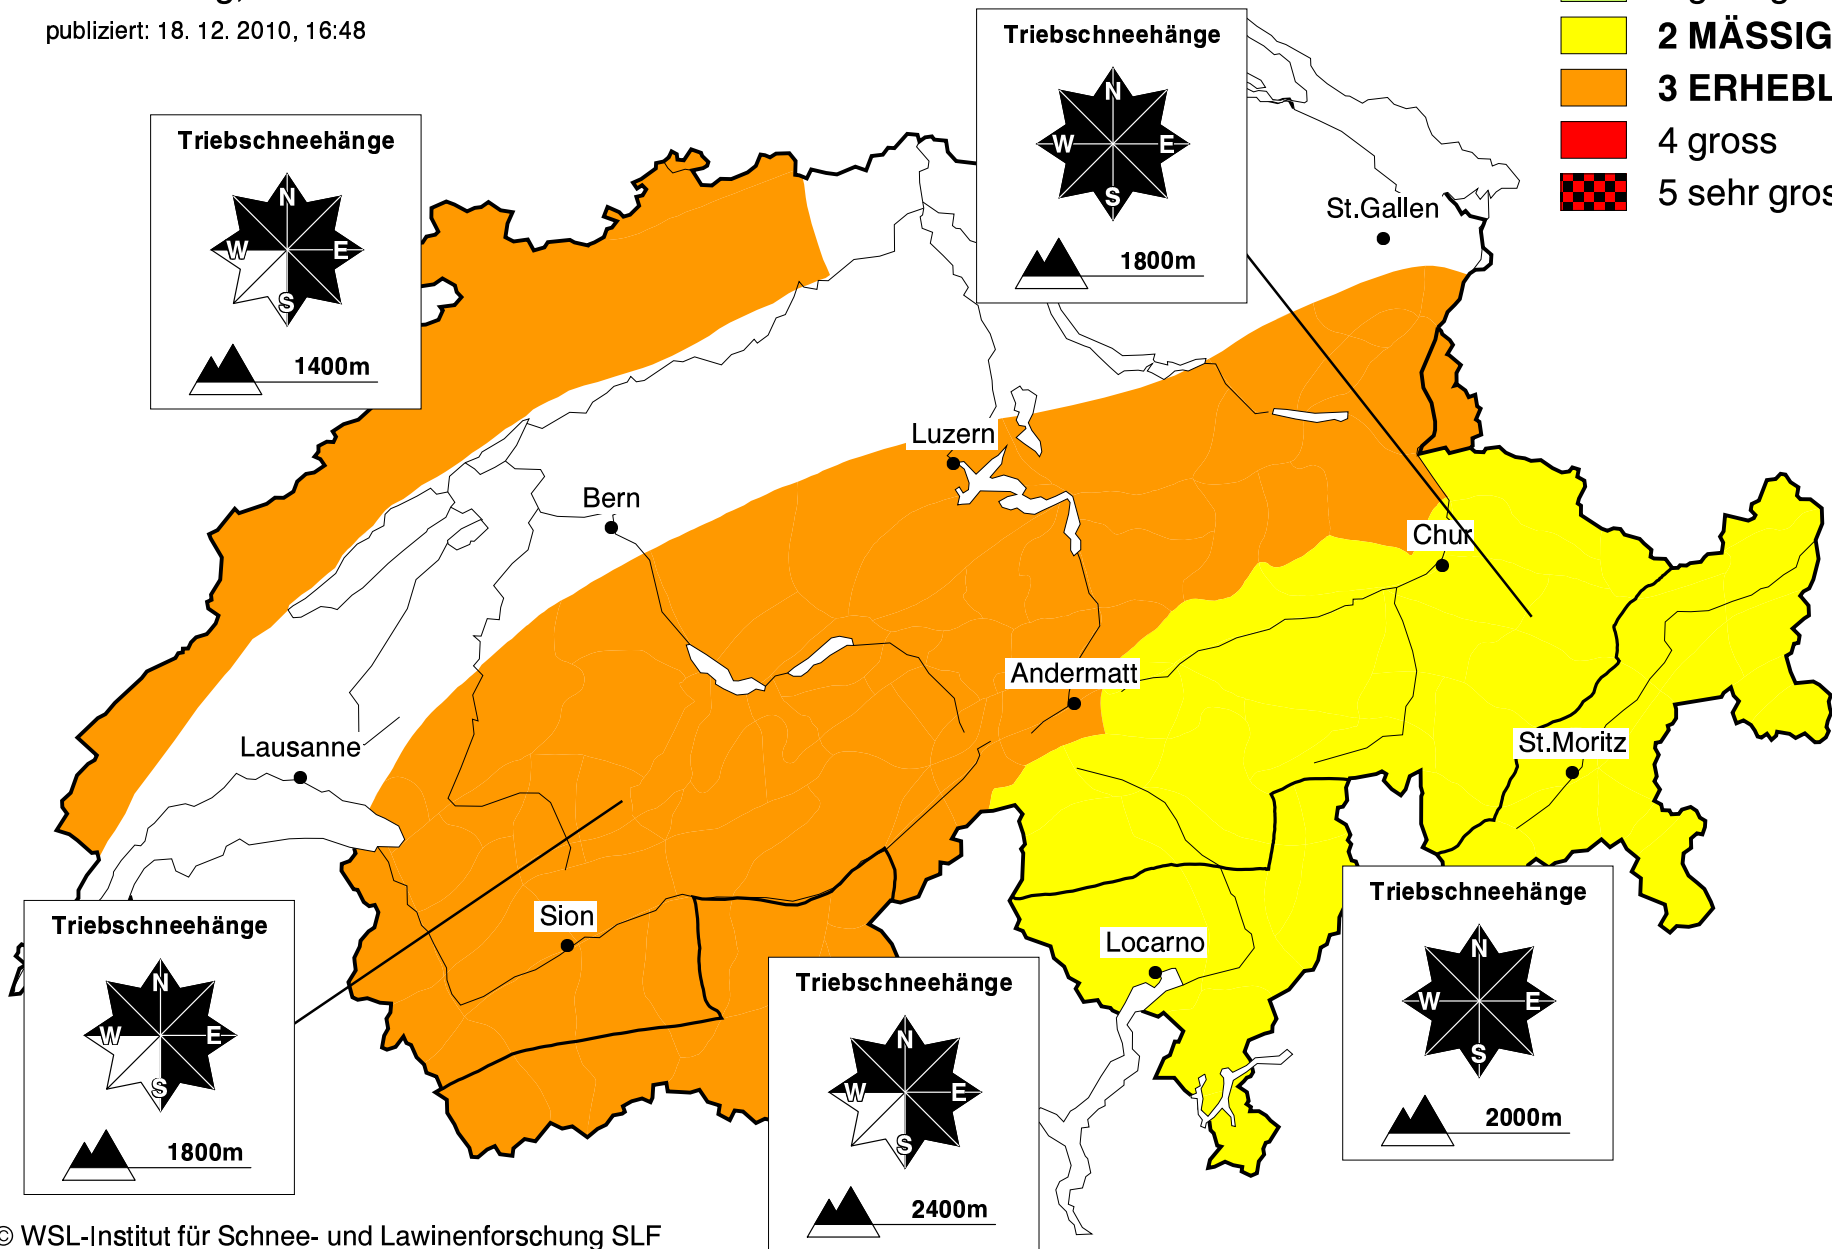 publiziert: 18. 12. 2010, 16:48
2 MÄSSIG
3 ERHEBL
4 gross
5 sehr gros
Triebschneehänge
N
W E
S
1800m
Triebschneehänge
N
W E
S
1400m
St.Gallen
Luzern
Bern
Chur
Andermatt
Lausanne
St.Moritz
Sion
Locarno
Triebschneehänge
N
W E
S
1800m
Triebschneehänge
N
W E
S
2400m
Triebschneehänge
N
W E
S
2000m
© WSL-Institut für Schnee- und Lawinenforschung SLF